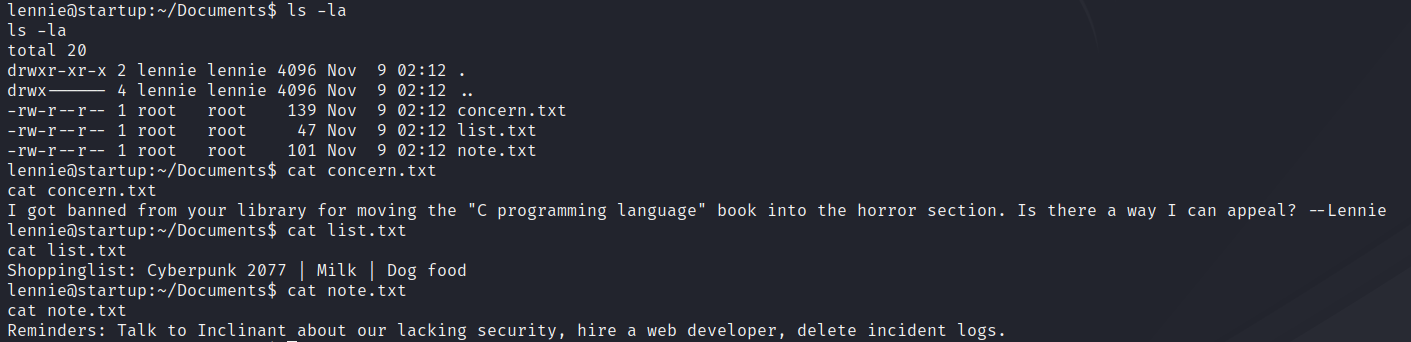 lennie@startup:~/Documents$ ls -la
ls -la
total 20
drwxr-xr-x 2 lennie lennie 4096 Nov  9 02:12 .
drwx------ 4 lennie lennie 4096 Nov  9 02:12 ..
-rw-r--r-- 1 root   root    139 Nov  9 02:12 concern.txt
-rw-r--r-- 1 root   root     47 Nov  9 02:12 list.txt
-rw-r--r-- 1 root   root    101 Nov  9 02:12 note.txt
lennie@startup:~/Documents$ cat concern.txt
cat concern.txt
I got banned from your library for moving the "C programming language" book into the horror section. Is there a way I can appeal? --Lennie
lennie@startup:~/Documents$ cat list.txt
cat list.txt
Shoppinglist: Cyberpunk 2077 | Milk | Dog food
lennie@startup:~/Documents$ cat note.txt
cat note.txt
Reminders: Talk to Inclinant about our lacking security, hire a web developer, delete incident logs.